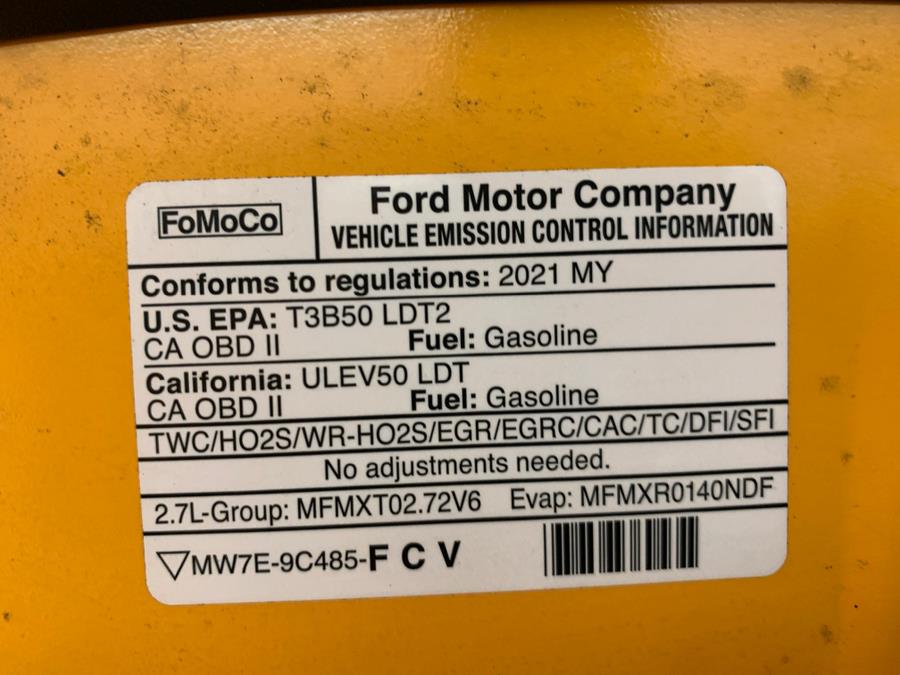 FoMoCo
Ford Motor Company
VEHICLE EMISSION CONTROL INFORMATION
Conforms to regulations: 2021 MY
U.S. EPA: T3B50 LDT2
CA OBD II Fuel: Gasoline
California: ULEV50 LDT
CA OBD II Fuel: Gasoline
TWC/HO2S/WR-HO2S/EGR/EGRC/CAC/TC/DFI/SFI
No adjustments needed.
2.7L-Group: MFMXT02.72V6 Evap: MFMXR0140NDF
▽MW7E-9C485-F C V